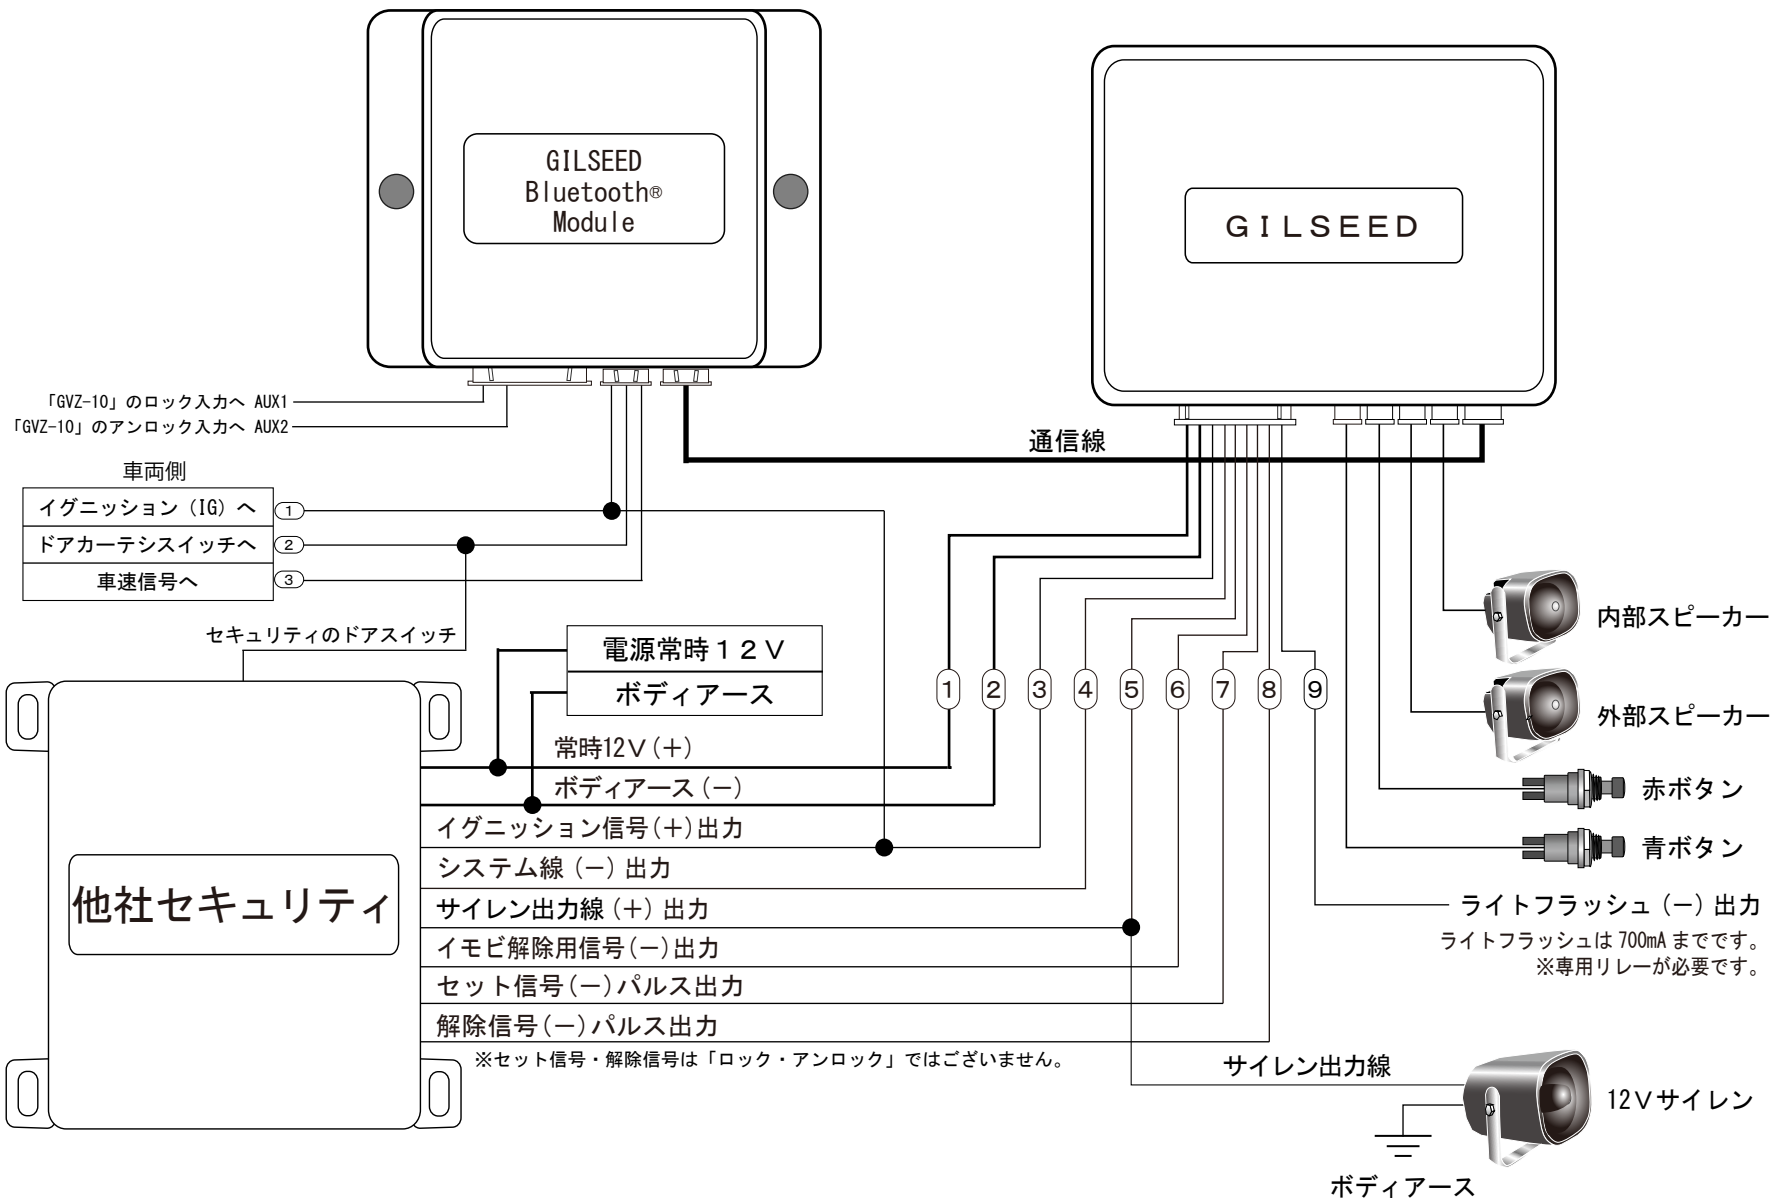 GILSEED
Bluetooth®
Module
GILSEED
「GVZ-10」のロック入力へ AUX1
「GVZ-10」のアンロック入力へ AUX2
通信線
車両側
イグニッション（IG）へ
1
ドアカーテシスイッチへ
2
車速信号へ
3
セキュリティのドアスイッチ
電源常時１２V
ボディアース
1
2
3
4
5
6
7
8
9
内部スピーカー
外部スピーカー
赤ボタン
青ボタン
常時12V(＋)
ボディアース(－)
イグニッション信号(＋)出力
システム線(－)出力
サイレン出力線(＋)出力
イモビ解除用信号(－)出力
セット信号(－)パルス出力
解除信号(－)パルス出力
※セット信号・解除信号は「ロック・アンロック」ではございません。
他社セキュリティ
ライトフラッシュ(－)出力
ライトフラッシュは700mAまでです。
※専用リレーが必要です。
サイレン出力線
12Vサイレン
ボディアース